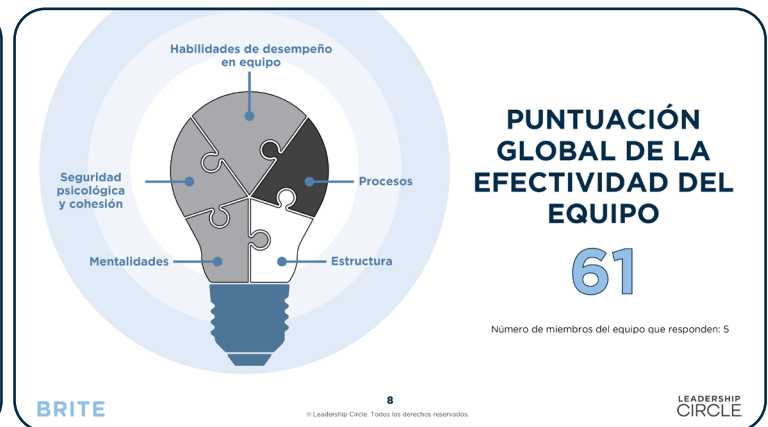 Habilidades de desempeño
en equipo
Seguridad
psicológica
y cohesión
Procesos
Mentalidades
Estructura
PUNTUACIÓN
GLOBAL DE LA
EFECTIVIDAD DEL
EQUIPO
61
Número de miembros del equipo que responden: 5
BRITE
8
© Leadership Circle. Todos los derechos reservados.
LEADERSHIP
CIRCLE